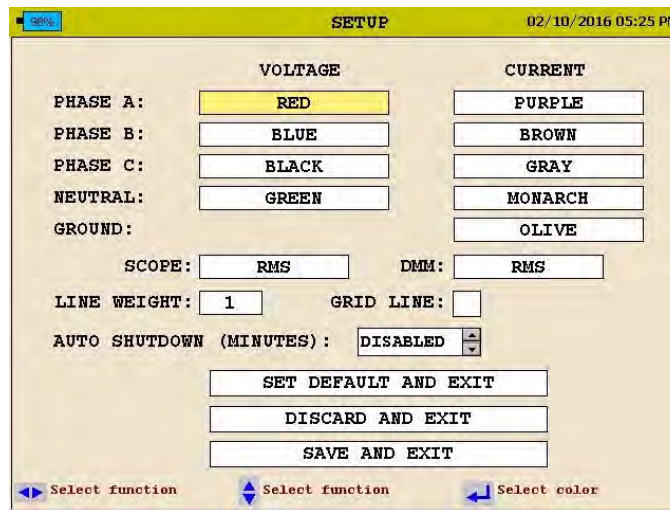 98% SETUP 02/10/2016 05:25 P
VOLTAGE CURRENT
PHASE A: RED PURPLE
PHASE B: BLUE BROWN
PHASE C: BLACK GRAY
NEUTRAL: GREEN MONARCH
GROUND: OLIVE
SCOPE: RMS DMM: RMS
LINE WEIGHT: 1 GRID LINE:
AUTO SHUTDOWN (MINUTES): DISABLED
SET DEFAULT AND EXIT
DISCARD AND EXIT
SAVE AND EXIT
Select function Select function Select color